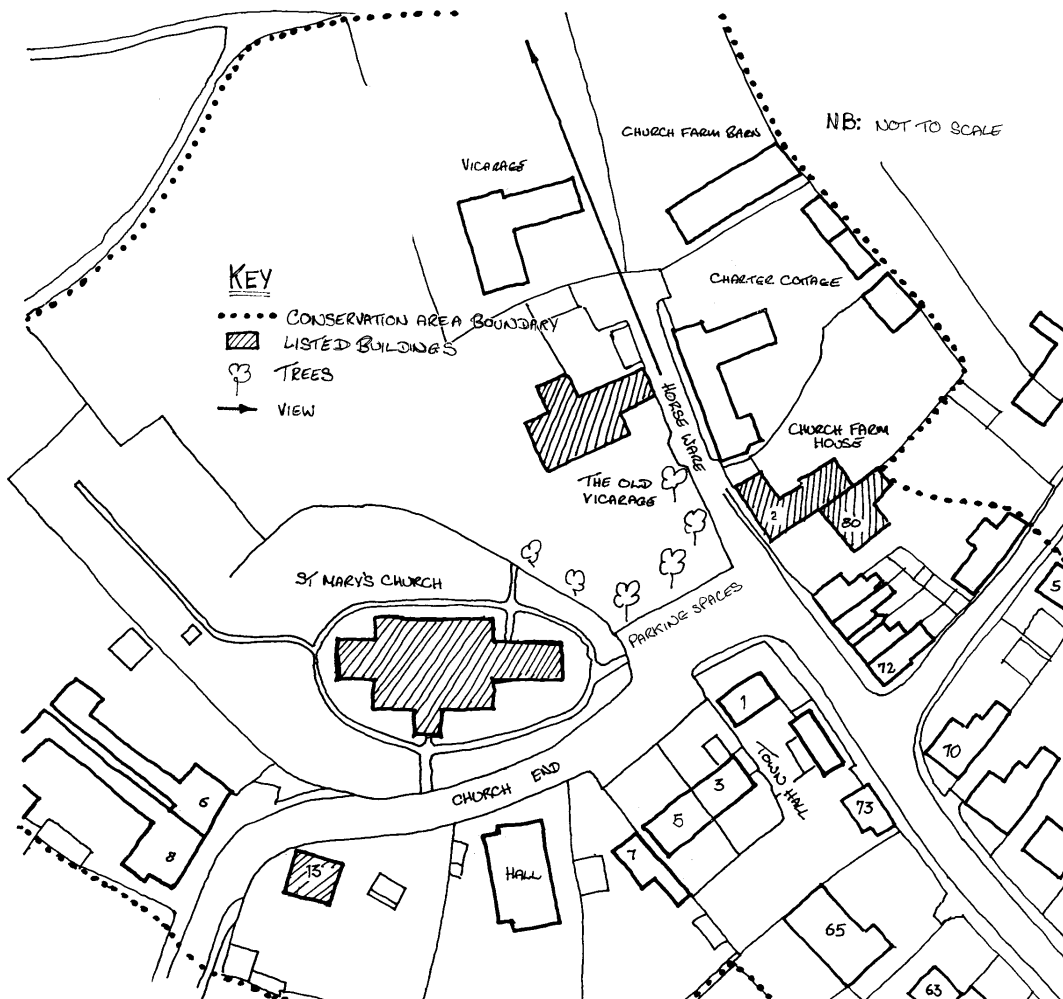 NB: NOT TO SCALE
CHURCH FARM BARN
VICARAGE
CHARTER COTTAGE
KEY
CONSERVATION AREA BOUNDARY
LISTED BUILDINGS
TREES
VIEW
HORSE WARE
CHURCH FARM
HOUSE
THE OLD
VICARAGE
2
80
ST MARY'S CHURCH
PARKING SPACES
5
72
1
70
TOWN HALL
3
5
73
CHURCH END
6
8
7
13
HALL
65
63